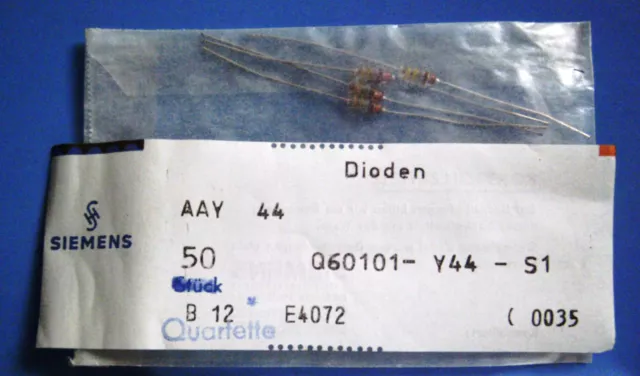 Dioden
AAY 44
SIEMENS
50 Q60101- Y44 - S1
Stück
B 12 * E4072 ( 0035
Quartette